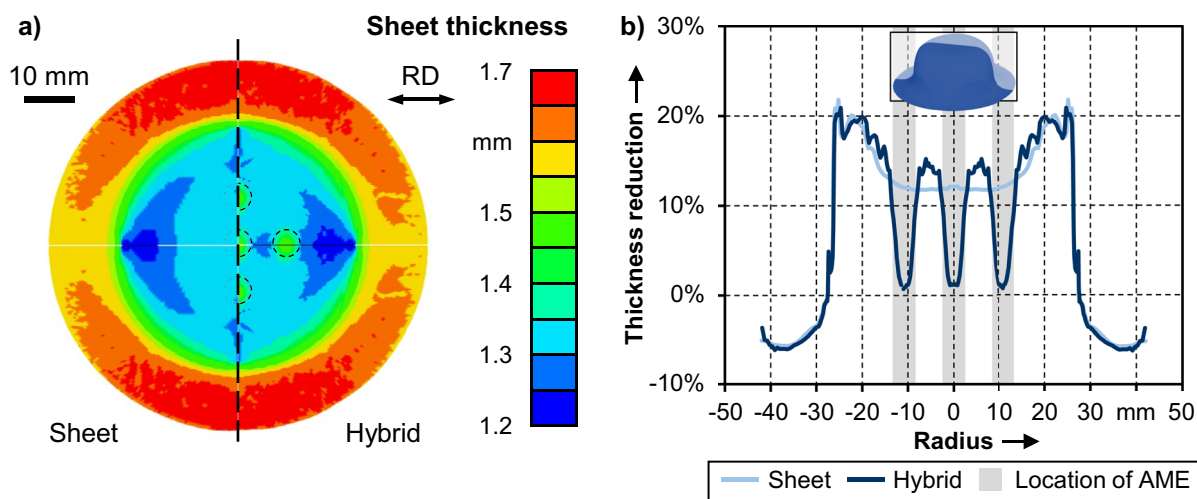 a)
Sheet thickness
10 mm
RD
1.7
mm
1.5
1.4
1.3
1.2
Sheet
Hybrid
b)
Thickness reduction
30%
20%
10%
0%
-10%
-50 -40 -30 -20 -10 0 10 20 30 mm 50
Radius
Sheet Hybrid Location of AME